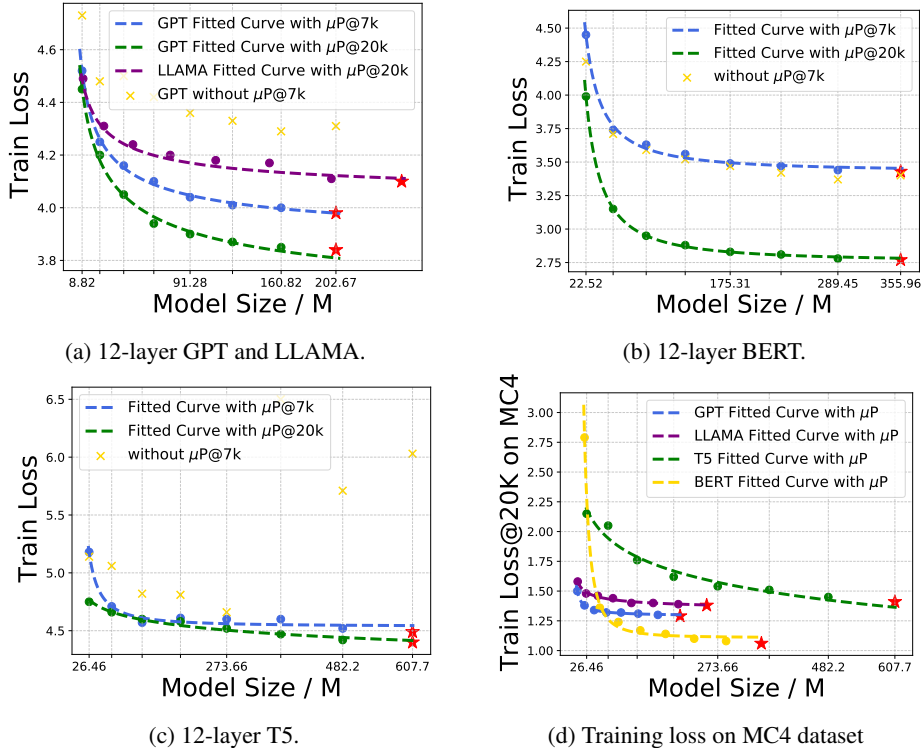 GPT Fitted Curve with μP@7k
GPT Fitted Curve with μP@20k
LLAMA Fitted Curve with μP@20k
GPT without μP@7k
Train Loss
4.6
4.4
4.2
4.0
3.8
8.82
91.28
160.82
202.67
Model Size / M
(a) 12-layer GPT and LLAMA.
Fitted Curve with μP@7k
Fitted Curve with μP@20k
without μP@7k
Train Loss
4.50
4.25
4.00
3.75
3.50
3.25
3.00
2.75
22.52
175.31
289.45
355.96
Model Size / M
(b) 12-layer BERT.
Fitted Curve with μP@7k
Fitted Curve with μP@20k
without μP@7k
Train Loss
6.5
6.0
5.5
5.0
4.5
26.46
273.66
482.2
607.7
Model Size / M
(c) 12-layer T5.
GPT Fitted Curve with μP
LLAMA Fitted Curve with μP
T5 Fitted Curve with μP
BERT Fitted Curve with μP
Train Loss@20K on MC4
3.00
2.75
2.50
2.25
2.00
1.75
1.50
1.25
1.00
26.46
273.66
482.2
607.7
Model Size / M
(d) Training loss on MC4 dataset